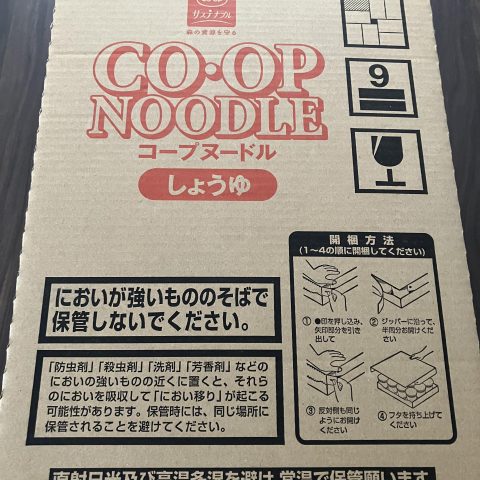 CO・OP
サステナブル
森の資源を守る
CO・OP
NOODLE
コープヌードル
しょうゆ
9
開梱方法
(1〜4の順に開梱してください)
① ●印を押し込み、
矢印部分を引き
出して
② ジッパーに沿って、
半周分お開け
ください
③ 反対側も同じ
ようにお開け
ください
④ フタを持ち上げて
ください
においが強いもののそばで
保管しないでください。
「防虫剤」「殺虫剤」「洗剤」「芳香剤」などの
においの強いものの近くに置くと、それら
のにおいを吸収して「におい移り」が起こる
可能性があります。保管時には、同じ場所に
保管されることを避けてください。
直射日光及び高温多湿を避け、常温で保管願います